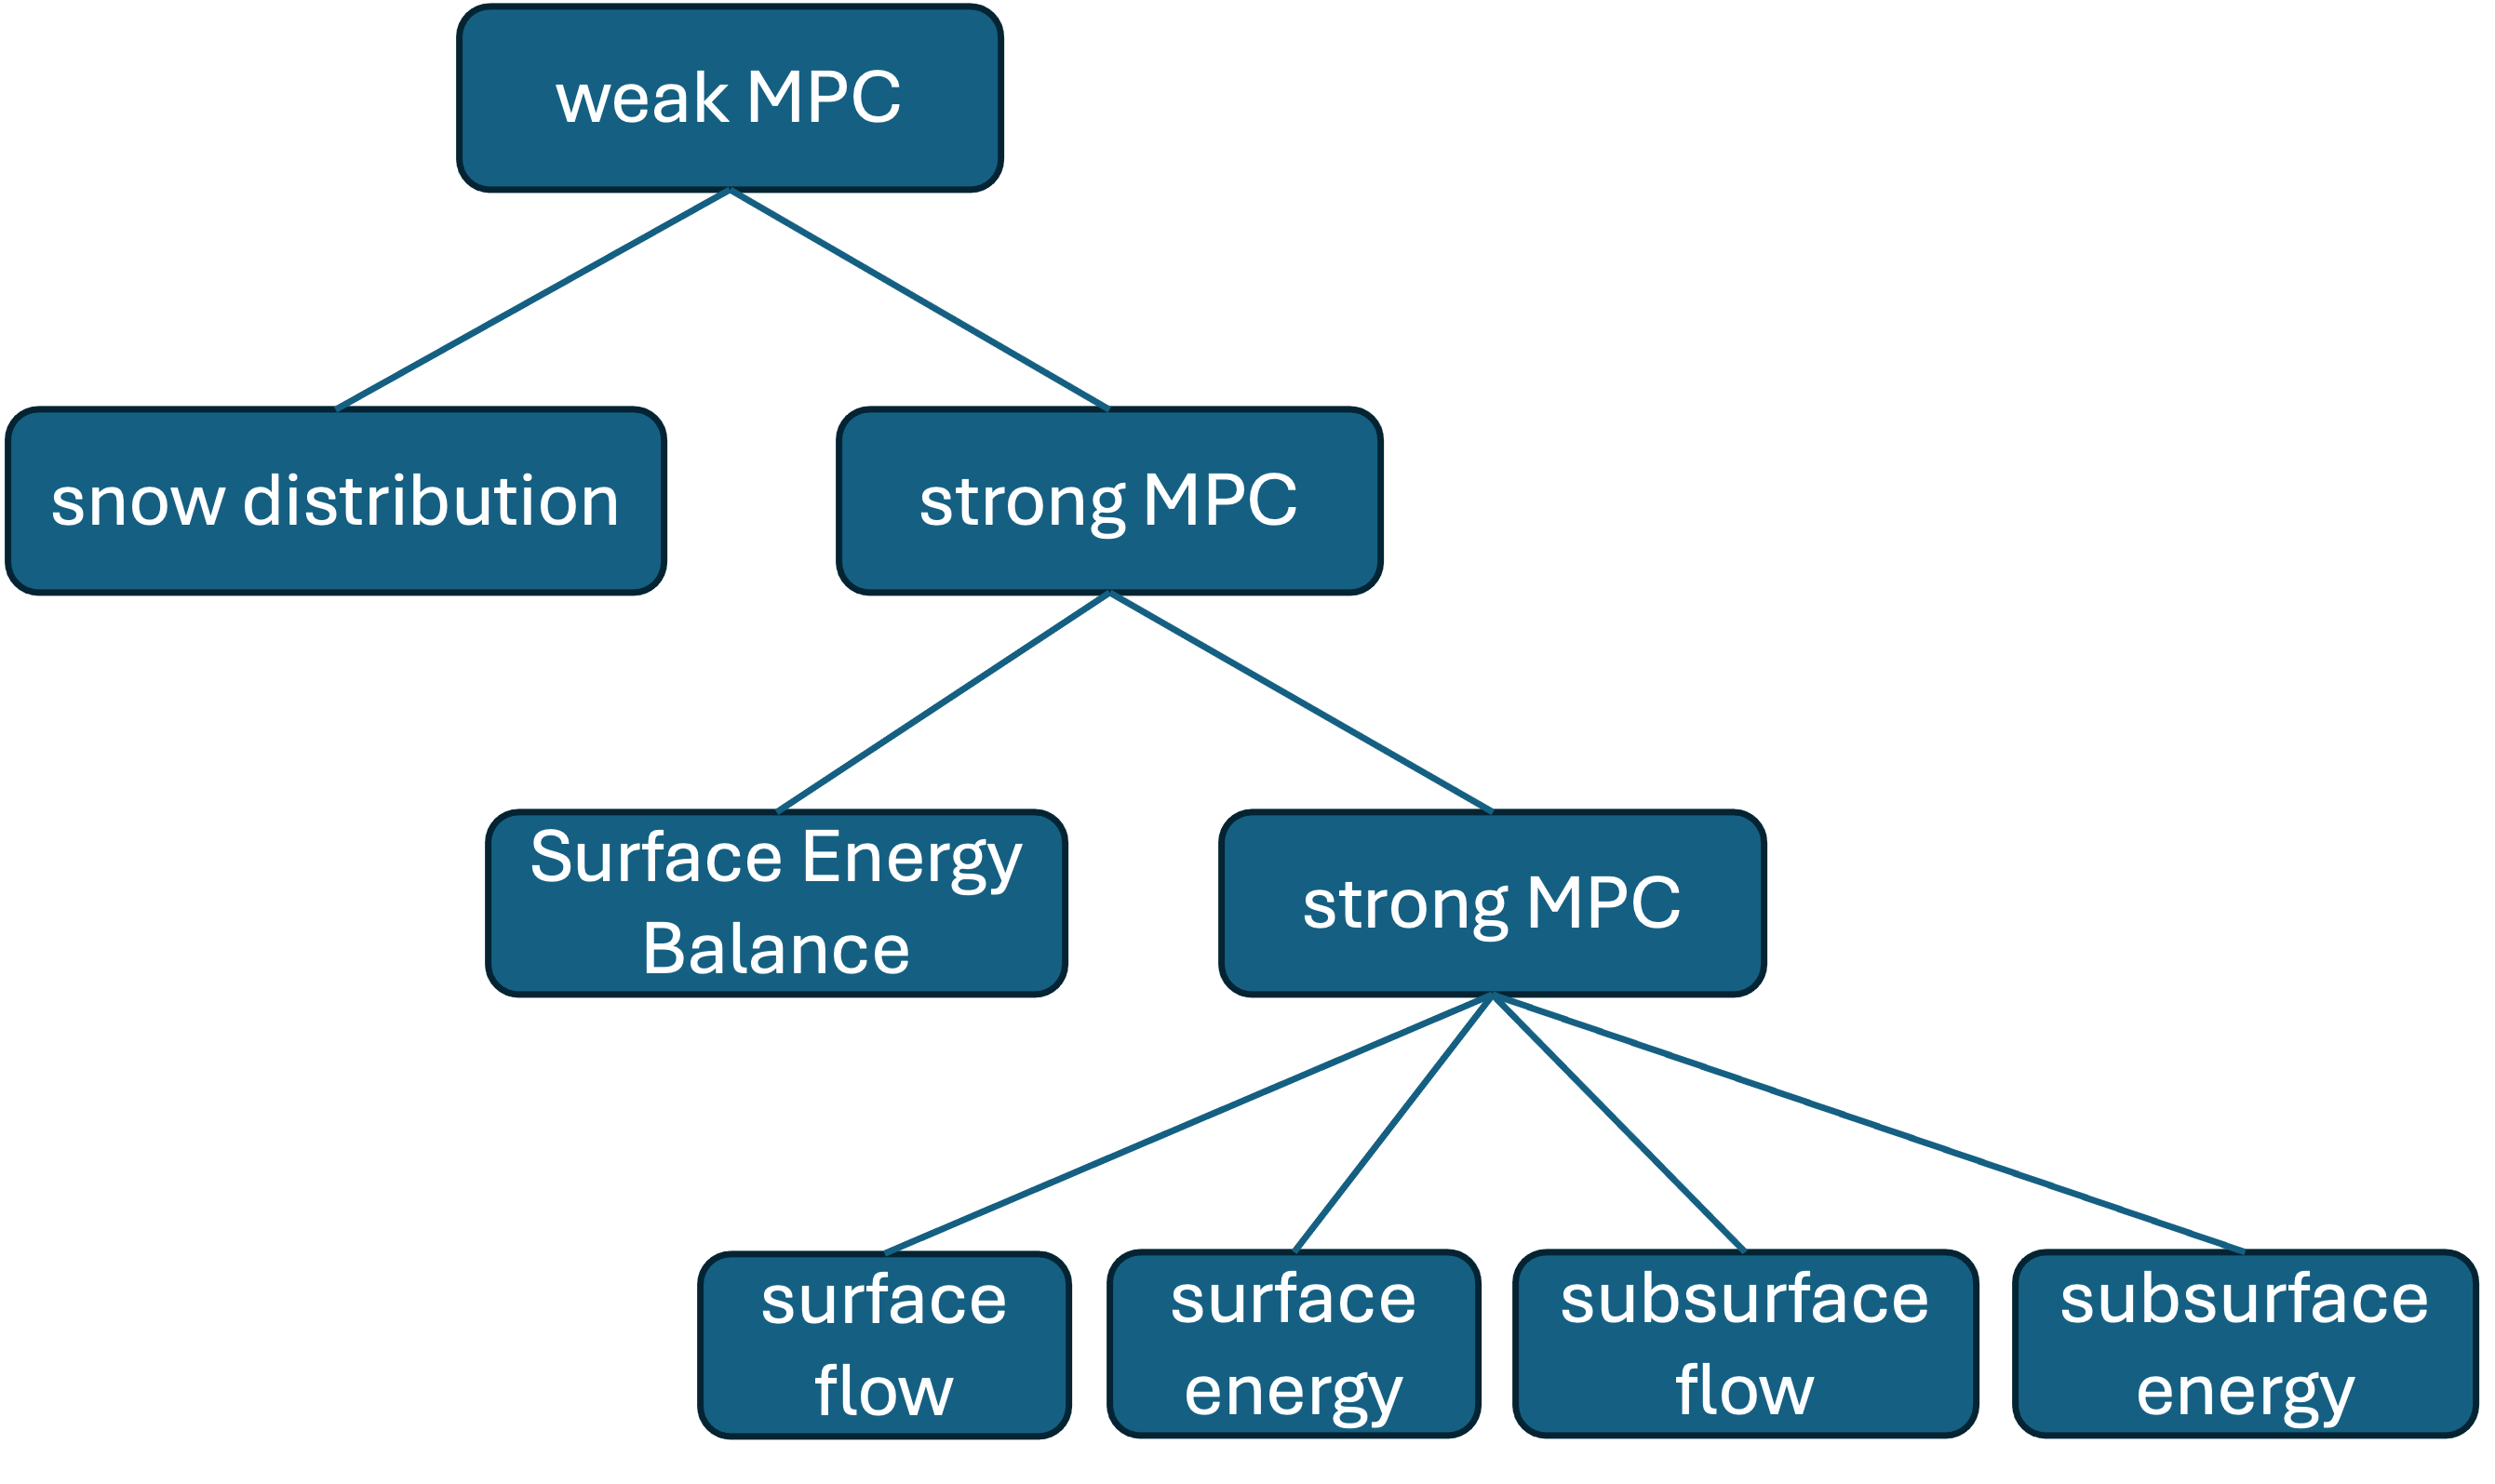 weak MPC
snow distribution
strong MPC
Surface Energy
Balance
strong MPC
surface
flow
surface
energy
subsurface
flow
subsurface
energy